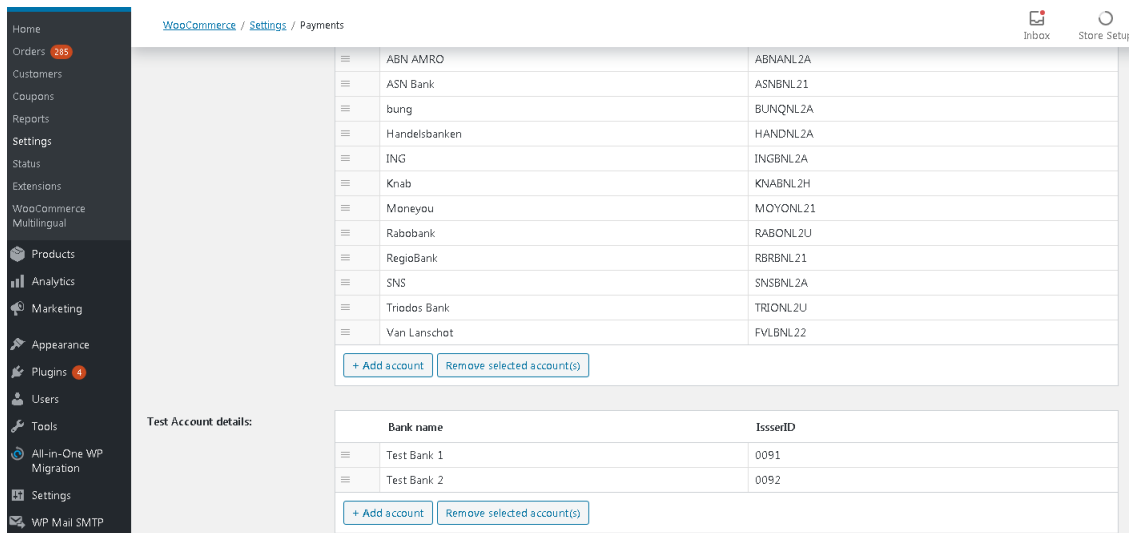 WooCommerce / Settings / Payments
Inbox
Store Setup
Home
Orders 285
Customers
Coupons
Reports
Settings
Status
Extensions
WooCommerce
Multilingual
Products
Analytics
Marketing
Appearance
Plugins 4
Users
Tools
All-in-One WP
Migration
Settings
WP Mail SMTP
ABN AMRO ABNANL2A
ASN Bank ASNBNL21
bunq BUNQNL2A
Handelsbanken HANDNL2A
ING INGBNL2A
Knab KNABNL2H
Moneyou MOYONL21
Rabobank RABONL2U
RegioBank RBRBNL21
SNS SNSBNL2A
Triodos Bank TRIONL2U
Van Lanschot FVLBNL22
+ Add account Remove selected account(s)
Test Account details:
Bank name IssserID
Test Bank 1 0091
Test Bank 2 0092
+ Add account Remove selected account(s)